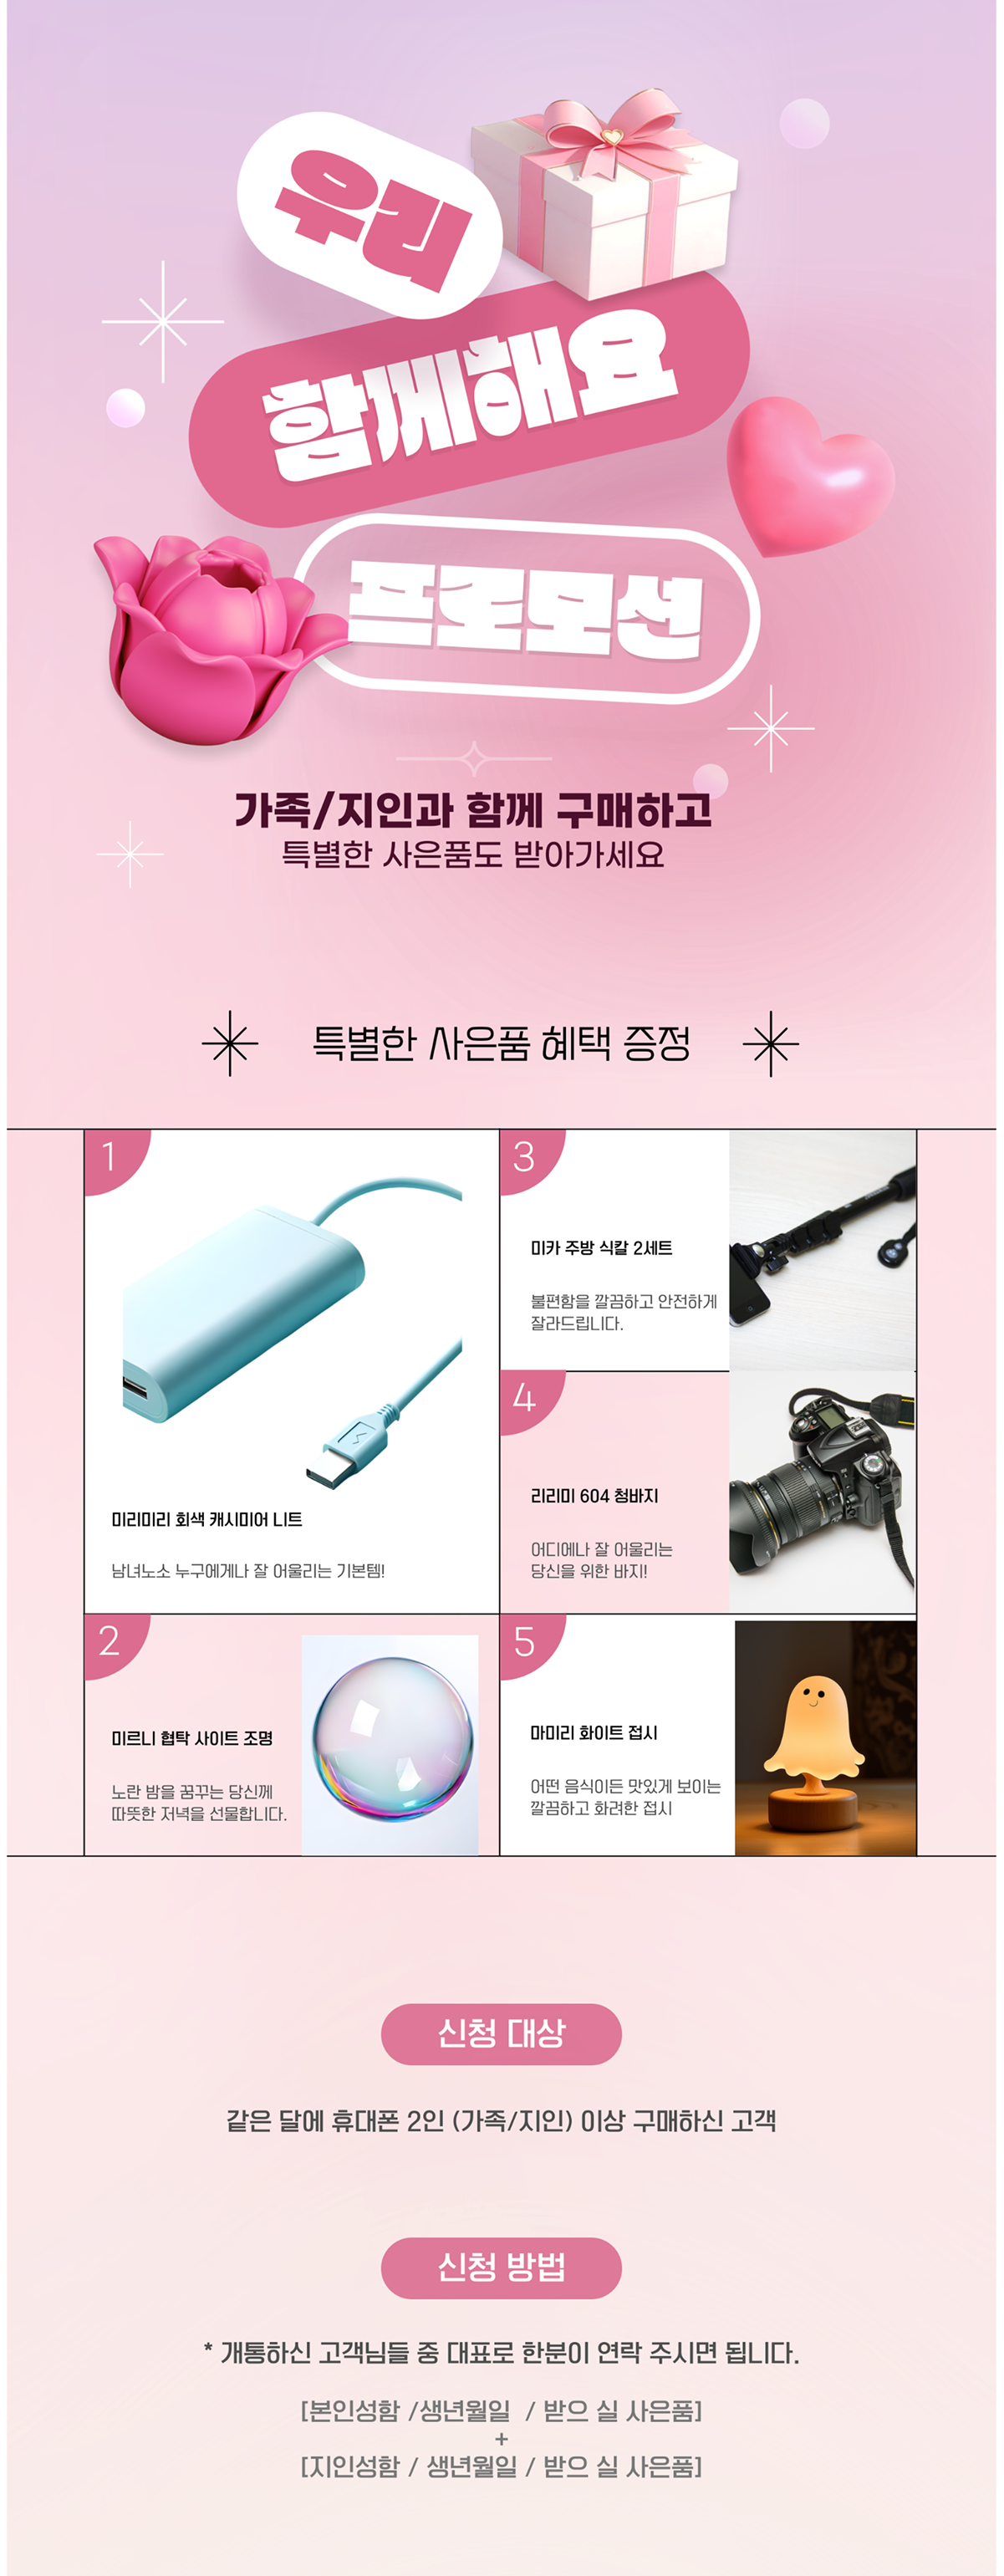 우리
함께해요
프로모션
가족/지인과 함께 구매하고
특별한 사은품도 받아가세요
특별한 사은품 혜택 증정
1
미리미리 회색 캐시미어 니트
남녀노소 누구에게나 잘 어울리는 기본템!
2
미르니 협탁 사이트 조명
노란 밤을 꿈꾸는 당신께
따뜻한 저녁을 선물합니다.
3
미카 주방 식칼 2세트
불편함을 깔끔하고 안전하게
잘라드립니다.
4
리리미 604 청바지
어디에나 잘 어울리는
당신을 위한 바지!
5
마미리 화이트 접시
어떤 음식이든 맛있게 보이는
깔끔하고 화려한 접시
신청 대상
같은 달에 휴대폰 2인 (가족/지인) 이상 구매하신 고객
신청 방법
* 개통하신 고객님들 중 대표로 한분이 연락 주시면 됩니다.
[본인성함 /생년월일 / 받으 실 사은품]
+
[지인성함 / 생년월일 / 받으 실 사은품]